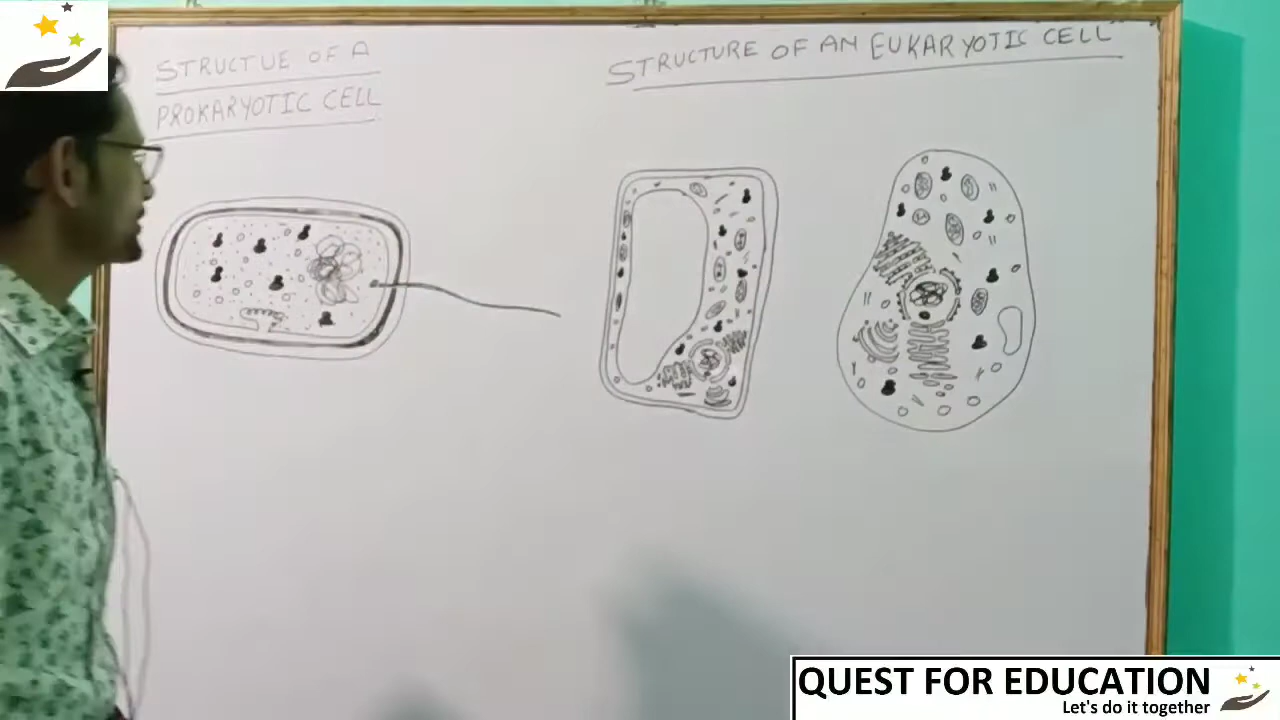 STRUCTUE OF A
PROKARYOTIC CELL
STRUCTURE OF AN EUKARYOTIC CELL
QUEST FOR EDUCATION
Let's do it together